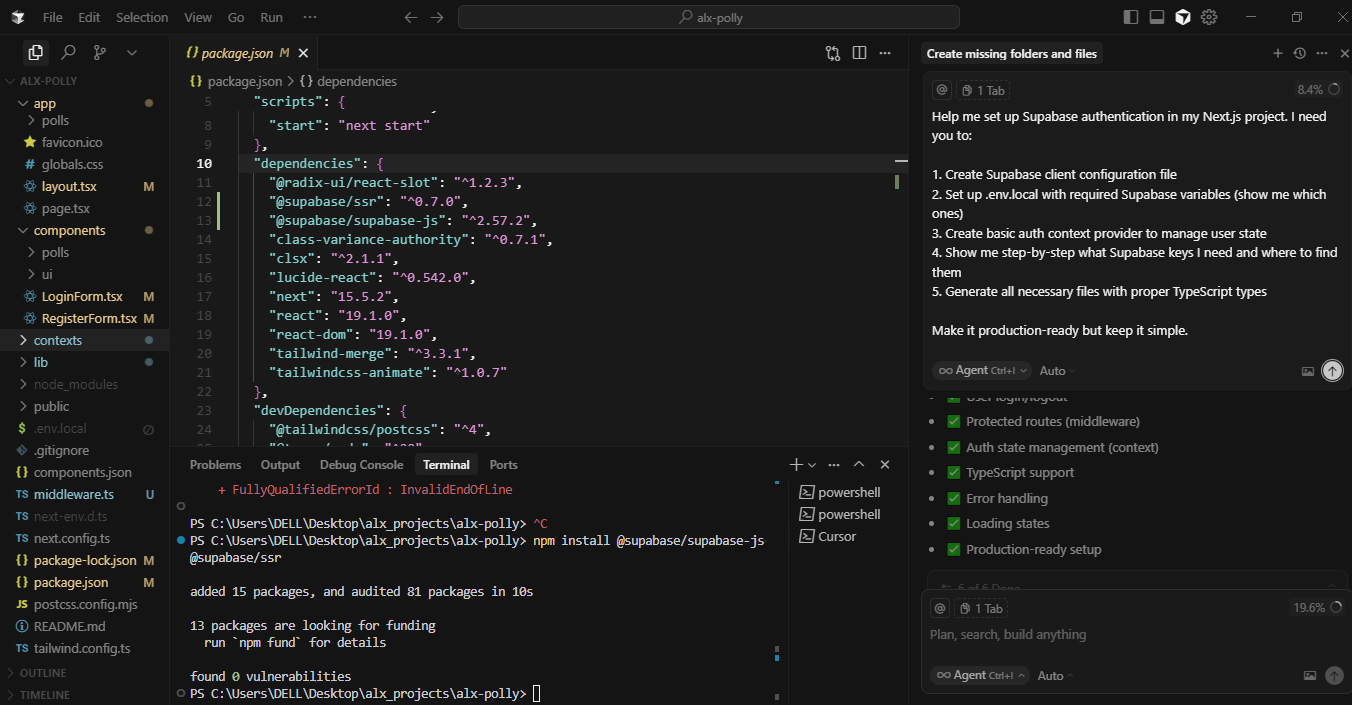 File Edit Selection View Go Run ··· ← → alx-polly
ALX-POLLY
app
polls
favicon.ico
# globals.css
layout.tsx M
page.tsx
components
polls
ui
LoginForm.tsx M
RegisterForm.tsx M
contexts
lib
node_modules
public
$ .env.local
.gitignore
{} components.json
TS middleware.ts U
TS next-env.d.ts
TS next.config.ts
{} package-lock.json M
{} package.json M
JS postcss.config.mjs
README.md
TS tailwind.config.ts
OUTLINE
TIMELINE
{} package.json M
{} package.json > {} dependencies
5 "scripts": {
8 "start": "next start"
9 },
10 "dependencies": {
11 "@radix-ui/react-slot": "^1.2.3",
12 "@supabase/ssr": "^0.7.0",
13 "@supabase/supabase-js": "^2.57.2",
14 "class-variance-authority": "^0.7.1",
15 "clsx": "^2.1.1",
16 "lucide-react": "^0.542.0",
17 "next": "15.5.2",
18 "react": "19.1.0",
19 "react-dom": "19.1.0",
20 "tailwind-merge": "^3.3.1",
21 "tailwindcss-animate": "^1.0.7"
22 },
23 "devDependencies": {
24 "@tailwindcss/postcss": "^4",
Problems Output Debug Console Terminal Ports
+ FullyQualifiedErrorId : InvalidEndOfLine
PS C:\Users\DELL\Desktop\alx_projects\alx-polly> ^C
PS C:\Users\DELL\Desktop\alx_projects\alx-polly> npm install @supabase/supabase-js
@supabase/ssr
added 15 packages, and audited 81 packages in 10s
13 packages are looking for funding
run `npm fund` for details
found 0 vulnerabilities
PS C:\Users\DELL\Desktop\alx_projects\alx-polly>
powershell
powershell
Cursor
Create missing folders and files
@ 1 Tab 8.4%
Help me set up Supabase authentication in my Next.js project. I need
you to:
1. Create Supabase client configuration file
2. Set up .env.local with required Supabase variables (show me which
ones)
3. Create basic auth context provider to manage user state
4. Show me step-by-step what Supabase keys I need and where to find
them
5. Generate all necessary files with proper TypeScript types
Make it production-ready but keep it simple.
∞ Agent Ctrl+I Auto
User login/logout
Protected routes (middleware)
Auth state management (context)
TypeScript support
Error handling
Loading states
Production-ready setup
6 of 6 Done
@ 1 Tab 19.6%
Plan, search, build anything
∞ Agent Ctrl+I Auto